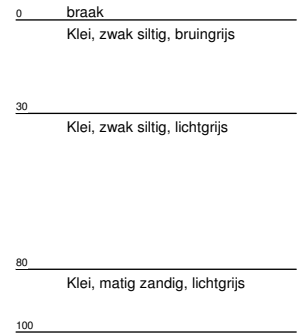 0 braak
Klei, zwak siltig, bruingrijs
30
Klei, zwak siltig, lichtgrijs
80
Klei, matig zandig, lichtgrijs
100